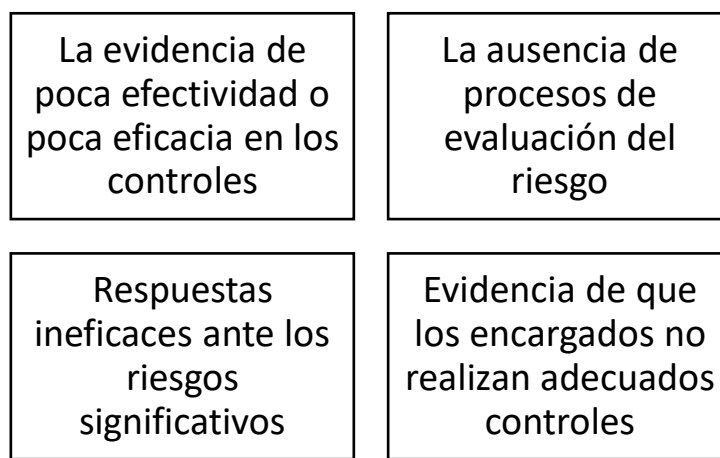 La evidencia de
poca efectividad o
poca eficacia en los
controles
La ausencia de
procesos de
evaluación del
riesgo
Respuestas
ineficaces ante los
riesgos
significativos
Evidencia de que
los encargados no
realizan adecuados
controles